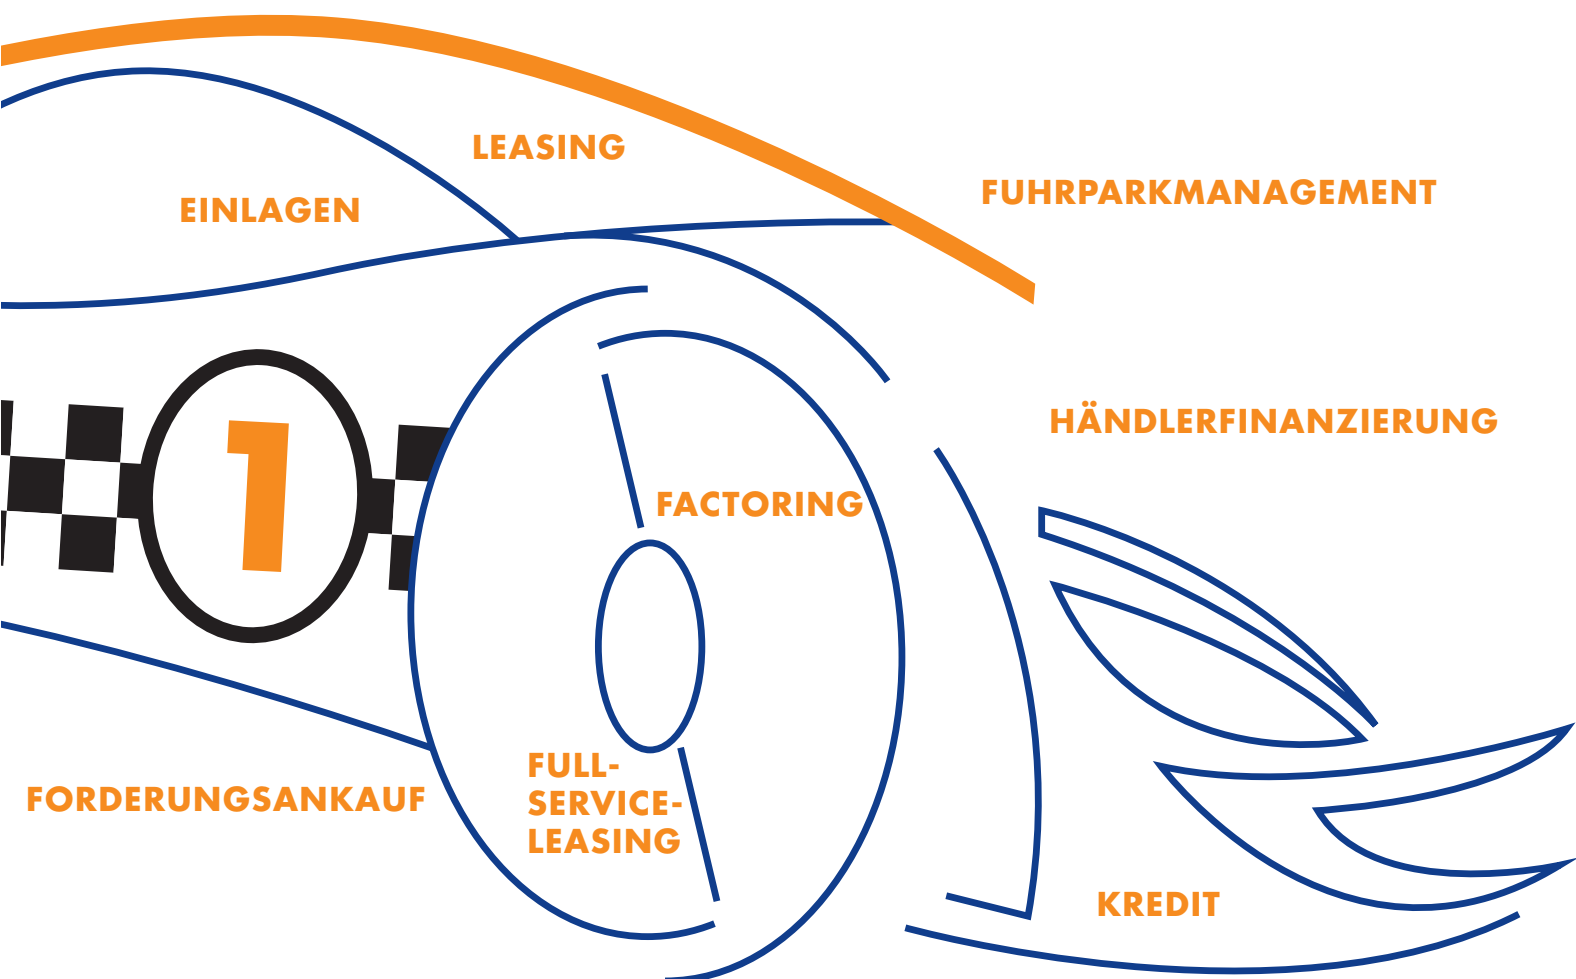 LEASING
FUHRPARKMANAGEMENT
EINLAGEN
HÄNDLERFINANZIERUNG
1
FACTORING
FULL-
SERVICE-
LEASING
FORDERUNGSANKAUF
KREDIT